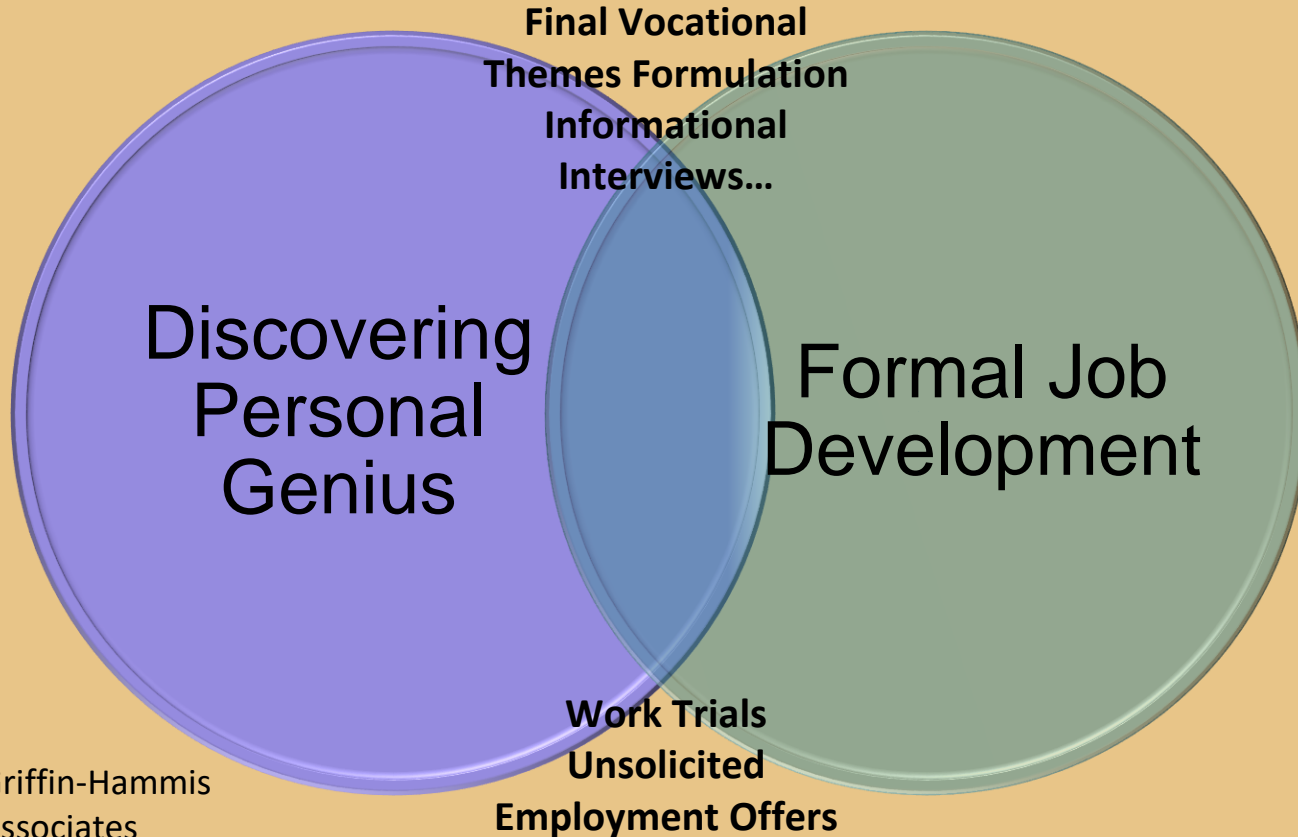 Final Vocational
Themes Formulation
Informational
Interviews…
Discovering
Personal
Genius
Formal Job
Development
Work Trials
Unsolicited
Employment Offers
riffin-Hammis
ssociates